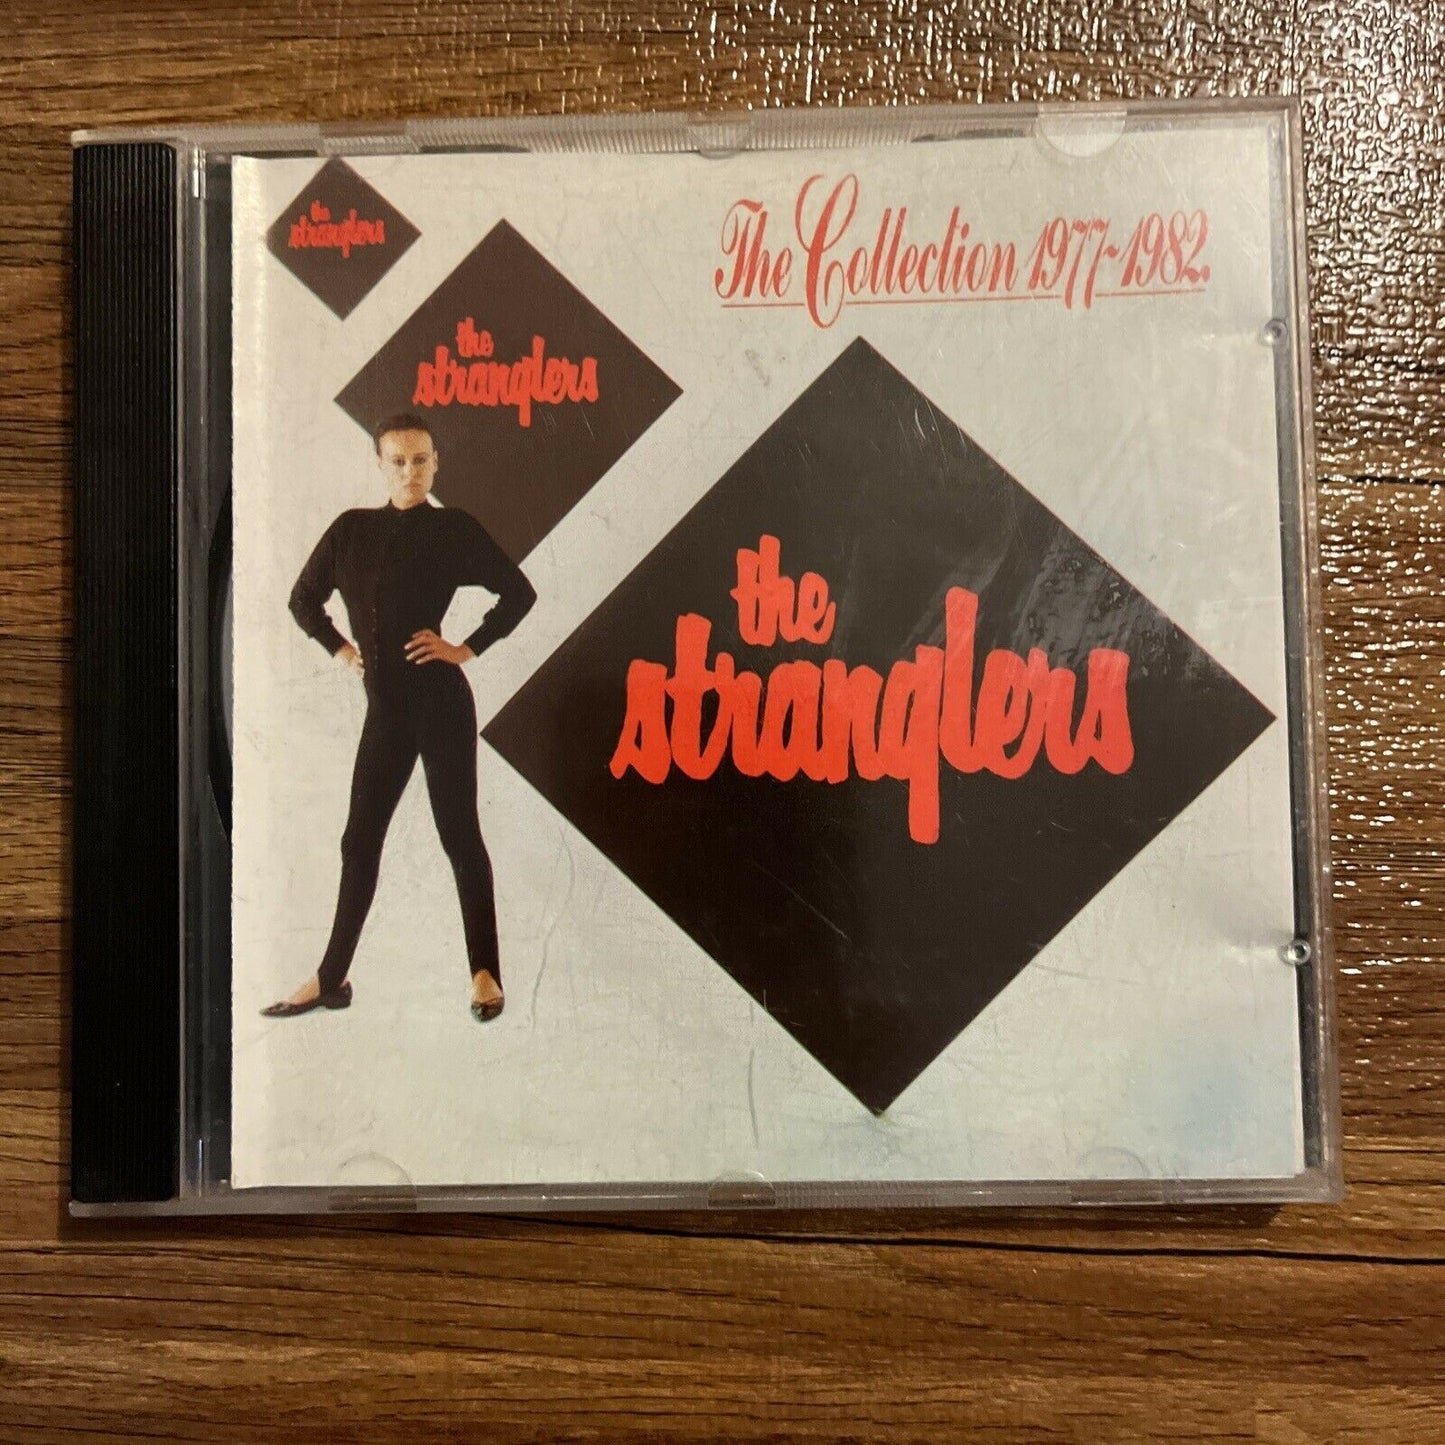 the
stranglers
The Collection 1977-1982.
the
stranglers
the
stranglers